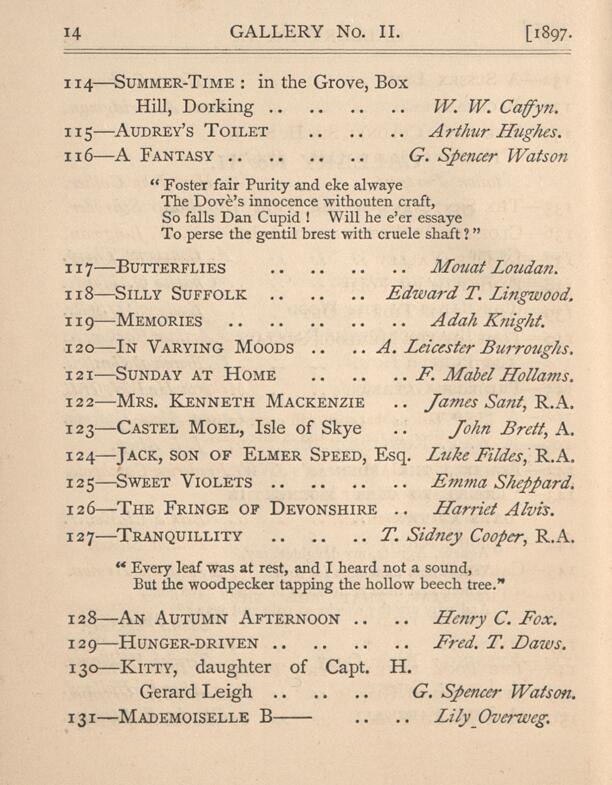 14 GALLERY No. II. [1897.
114—SUMMER-TIME : in the Grove, Box
Hill, Dorking .. .. .. .. W. W. Caffyn.
115—AUDREY'S TOILET .. .. .. Arthur Hughes.
116—A FANTASY .. .. .. .. G. Spencer Watson
“ Foster fair Purity and eke alwaye
The Dovè's innocence withouten craft,
So falls Dan Cupid ! Will he e'er essaye
To perse the gentil brest with cruele shaft ? ”
117—BUTTERFLIES .. .. .. .. Mouat Loudan.
118—SILLY SUFFOLK .. .. .. Edward T. Lingwood.
119—MEMORIES .. .. .. .. Adah Knight.
120—IN VARYING MOODS .. .. A. Leicester Burroughs.
121—SUNDAY AT HOME .. .. .. F. Mabel Hollams.
122—MRS. KENNETH MACKENZIE .. James Sant, R.A.
123—CASTEL MOEL, Isle of Skye .. John Brett, A.
124—JACK, SON OF ELMER SPEED, Esq. Luke Fildes, R.A.
125—SWEET VIOLETS .. .. .. Emma Sheppard.
126—THE FRINGE OF DEVONSHIRE .. Harriet Alvis.
127—TRANQUILLITY .. .. .. T. Sidney Cooper, R.A.
“ Every leaf was at rest, and I heard not a sound,
But the woodpecker tapping the hollow beech tree.”
128—AN AUTUMN AFTERNOON .. .. Henry C. Fox.
129—HUNGER-DRIVEN .. .. .. .. Fred. T. Daws.
130—KITTY, daughter of Capt. H.
Gerard Leigh .. .. .. G. Spencer Watson.
131—MADEMOISELLE B—— .. .. Lily Overweg.